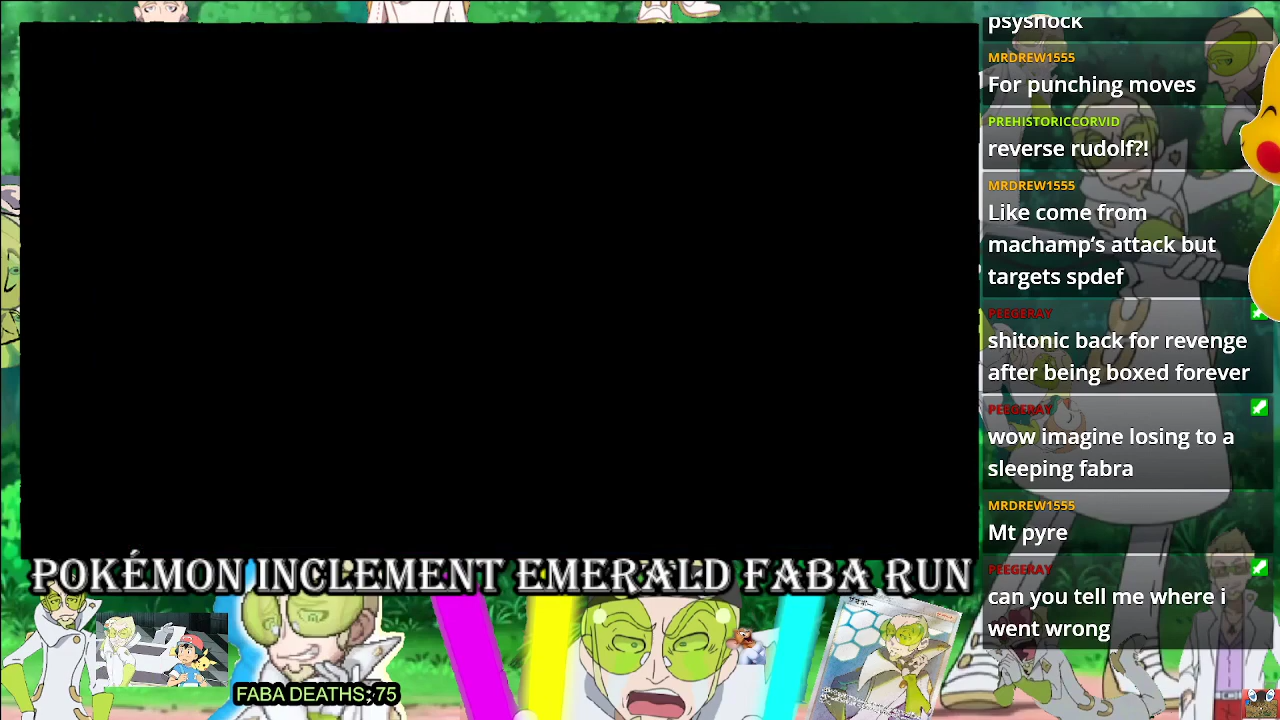 psyshock
MRDREW1555
For punching moves
PREHISTORICCORVID
reverse rudolf?!
MRDREW1555
Like come from
machamp's attack but
targets spdef
PEEGERAY
shitonic back for revenge
after being boxed forever
PEEGERAY
wow imagine losing to a
sleeping fabra
MRDREW1555
Mt pyre
PEEGERAY
can you tell me where i
went wrong
POKÉMON INCLEMENT EMERALD FABA RUN
FABA DEATHS; 75